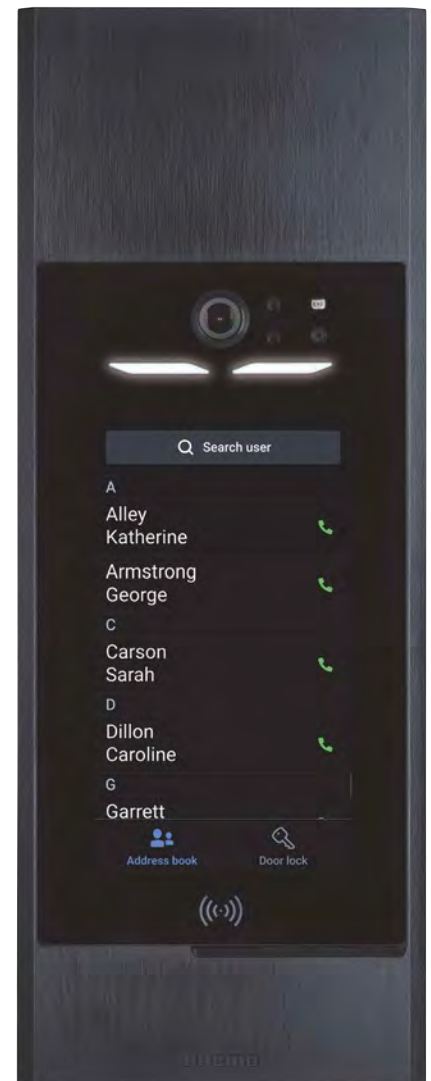 Search user
A
Alley
Katherine
Armstrong
George
C
Carson
Sarah
D
Dillon
Caroline
G
Garrett
Address book
Door lock